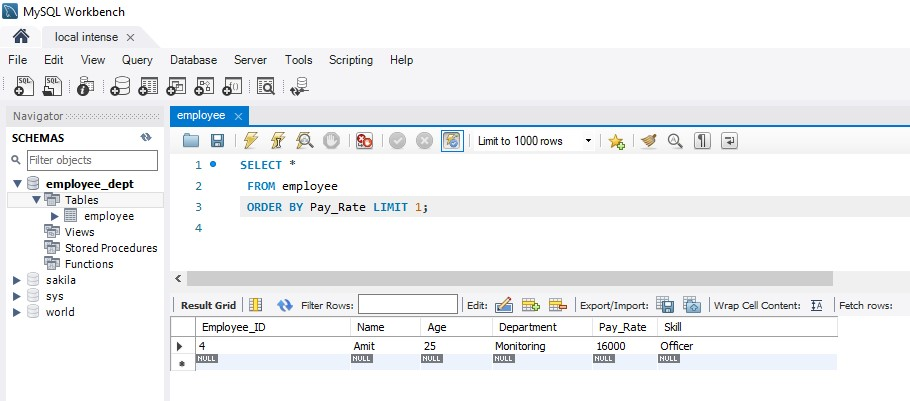 MySQL Workbench
local intense
File Edit View Query Database Server Tools Scripting Help
SQL SQL
Navigator
SCHEMAS
Filter objects
employee_dept
Tables
employee
Views
Stored Procedures
Functions
sakila
sys
world
employee
Limit to 1000 rows
1 SELECT *
2 FROM employee
3 ORDER BY Pay_Rate LIMIT 1;
4
Result Grid Filter Rows: Edit: Export/Import: Wrap Cell Content: IA Fetch rows:
Employee_ID Name Age Department Pay_Rate Skill
4 Amit 25 Monitoring 16000 Officer
NULL NULL NULL NULL NULL NULL